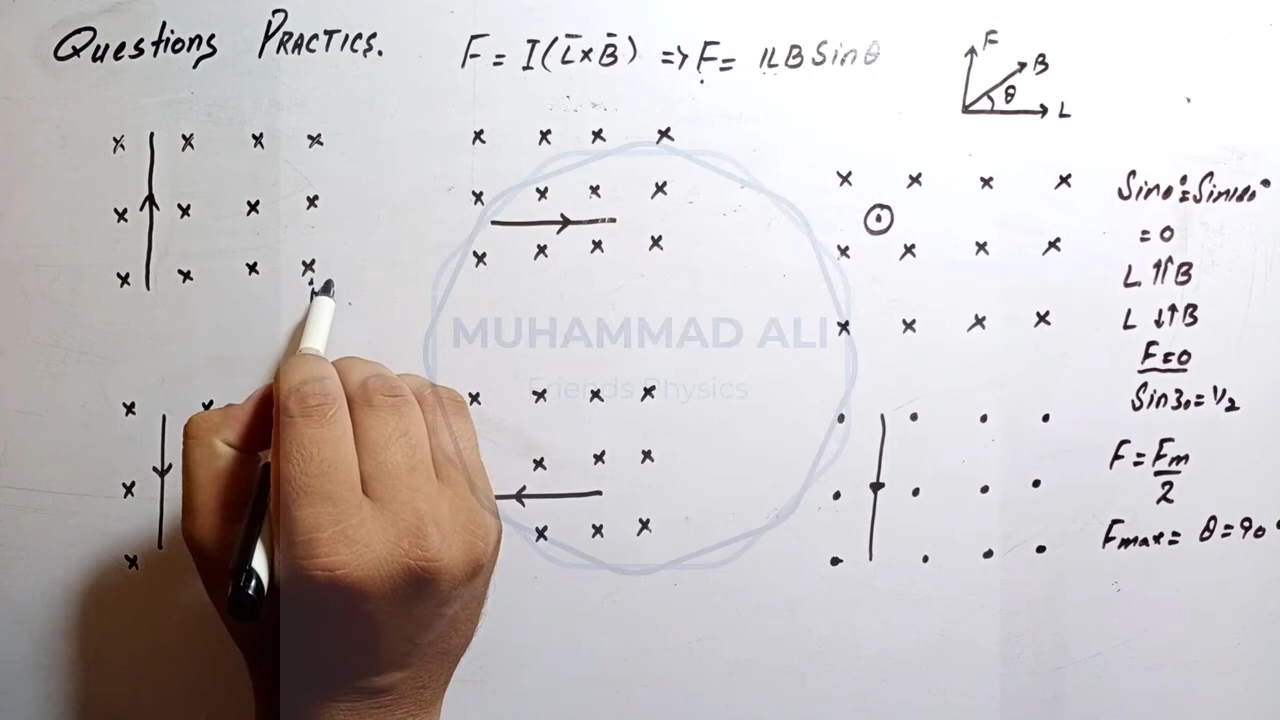 Questions PRACTICS.
F = I(L̄×B̄) => F = ILB Sinθ
F
B
θ
L
Sin0°=Sin180°
= 0
L ↑↑ B
L ↓↑ B
F=0
Sin30=1/2
F = Fm/2
Fmax= θ=90°
MUHAMMAD ALI
Friends Physics